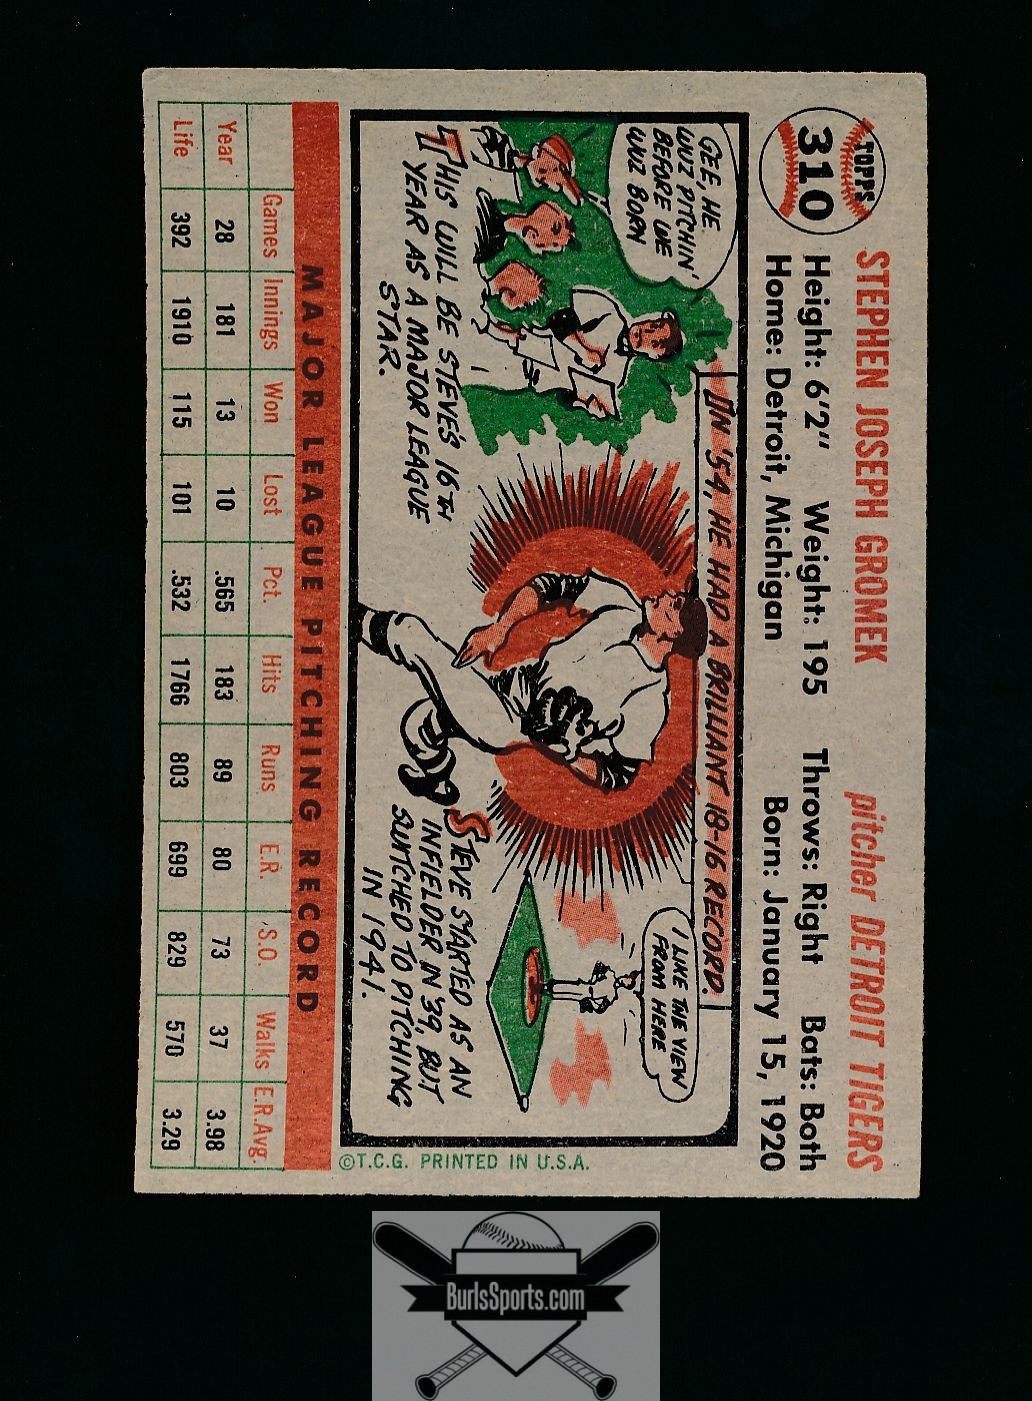 TOPPS
310
STEPHEN JOSEPH GROMEK pitcher DETROIT TIGERS
Height: 6'2" Weight: 195 Throws: Right Bats: Both
Home: Detroit, Michigan Born: January 15, 1920
GEE, HE
WUZ PITCHIN'
BEFORE WE
WUZ BORN
THIS WILL BE STEVE'S 16TH
YEAR AS A MAJOR LEAGUE
STAR.
IN '54, HE HAD A BRILLIANT 18-16 RECORD.
I LIKE THE VIEW
FROM HERE
STEVE STARTED AS AN
INFIELDER IN '39, BUT
SWITCHED TO PITCHING
IN 1941.
©T.C.G. PRINTED IN U.S.A.
MAJOR LEAGUE PITCHING RECORD
Games Innings Won Lost Pct. Hits Runs E.R. S.O. Walks E.R.Avg.
Year 28 181 13 10 .565 183 89 80 73 37 3.98
Life 392 1910 115 101 .532 1766 803 699 829 570 3.29
BurlsSports.com